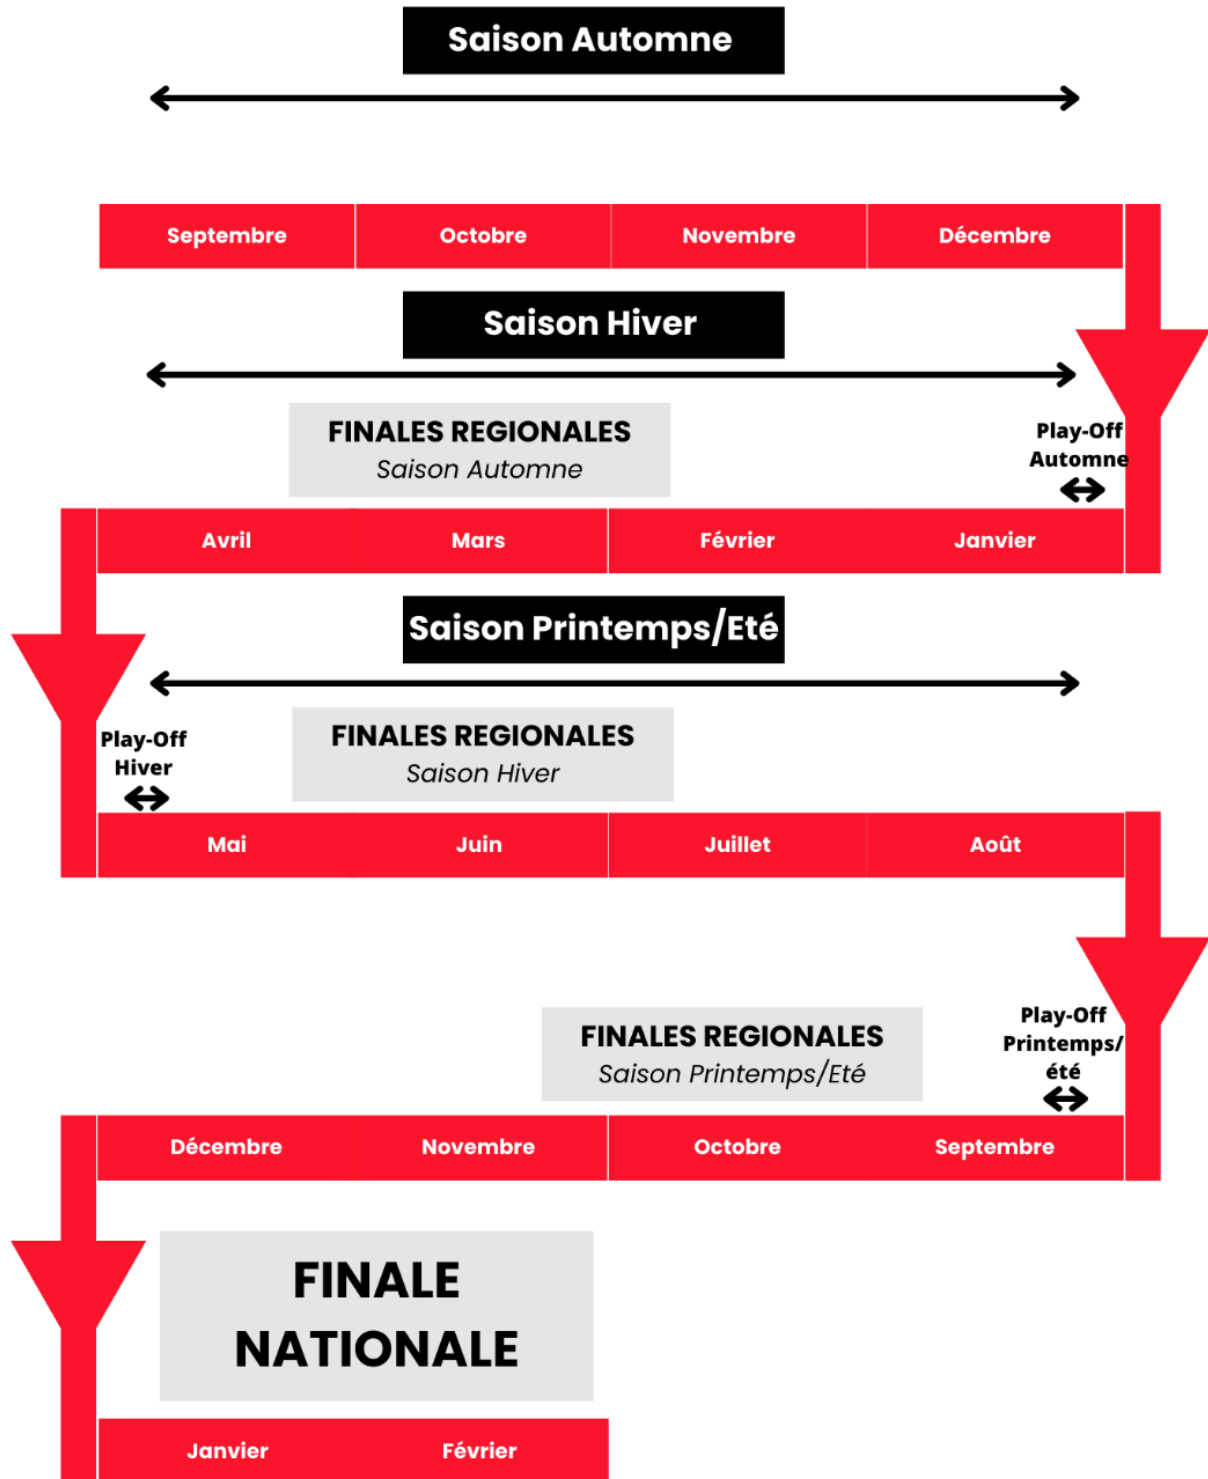 Saison Automne
Septembre Octobre Novembre Décembre
Saison Hiver
FINALES REGIONALES
Saison Automne
Play-Off
Automne
Avril Mars Février Janvier
Saison Printemps/Eté
FINALES REGIONALES
Saison Hiver
Play-Off
Hiver
Mai Juin Juillet Août
FINALES REGIONALES
Saison Printemps/Eté
Play-Off
Printemps/
été
Décembre Novembre Octobre Septembre
FINALE
NATIONALE
Janvier Février